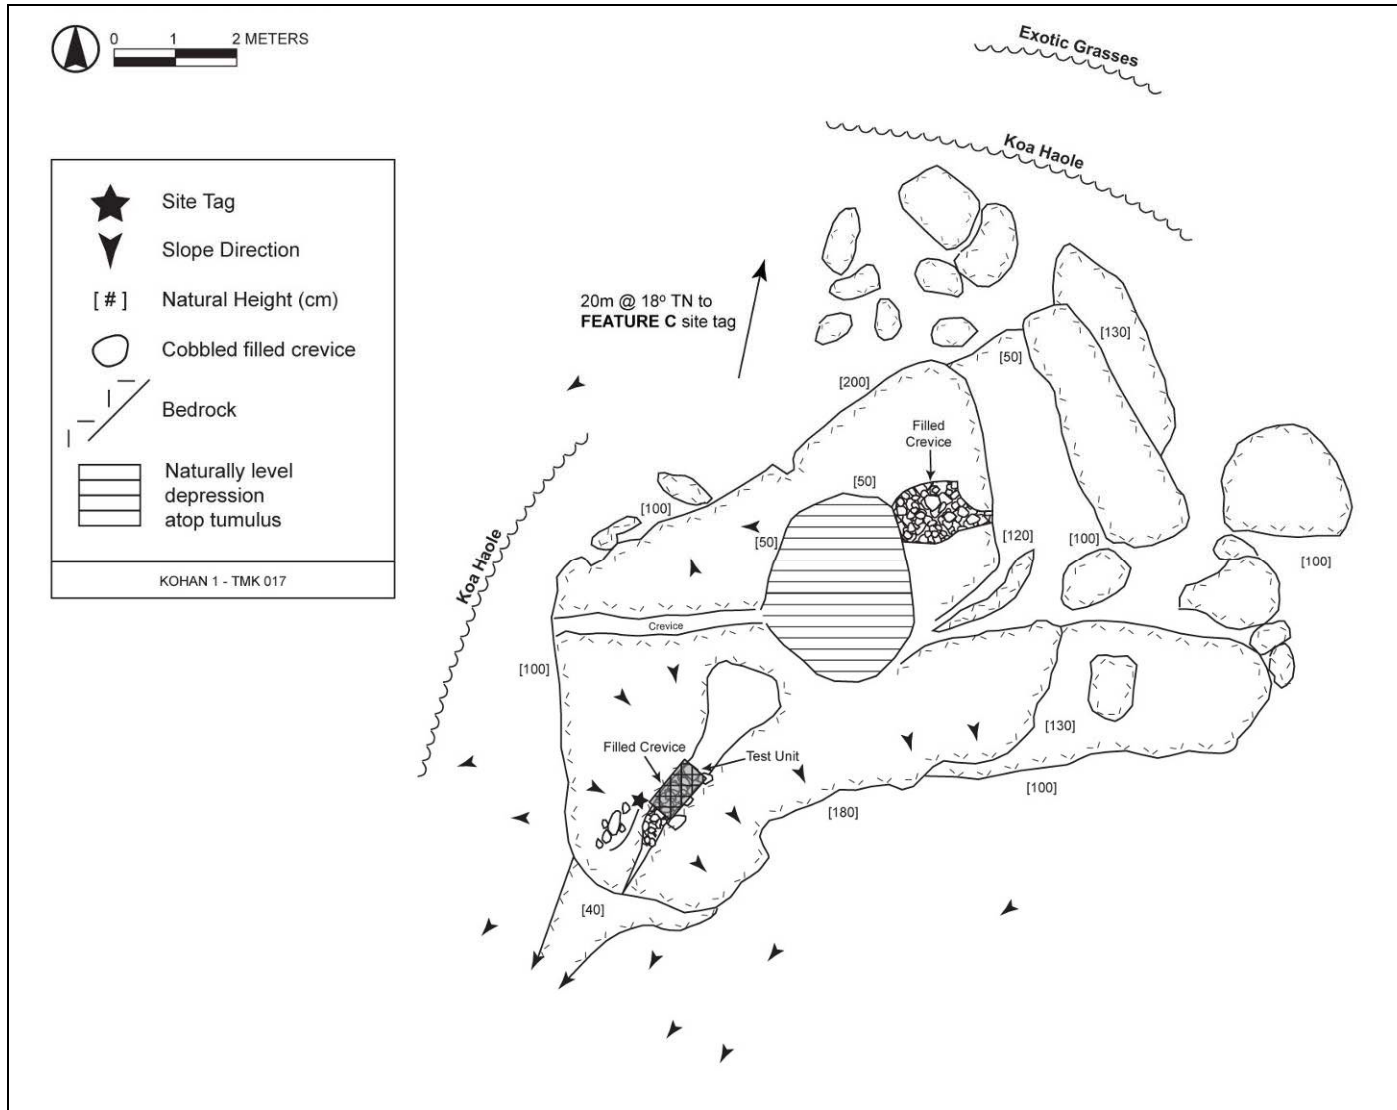 0 1 2 METERS
Exotic Grasses
Koa Haole
Site Tag
Slope Direction
[ # ] Natural Height (cm)
Cobbled filled crevice
Bedrock
Naturally level
depression
atop tumulus
KOHAN 1 - TMK 017
20m @ 18º TN to
FEATURE C site tag
[130]
[50]
[200]
Filled
Crevice
[50]
[100]
[50]
[120]
[100]
[100]
Koa Haole
Crevice
[100]
[130]
Filled Crevice
Test Unit
[100]
[180]
[40]